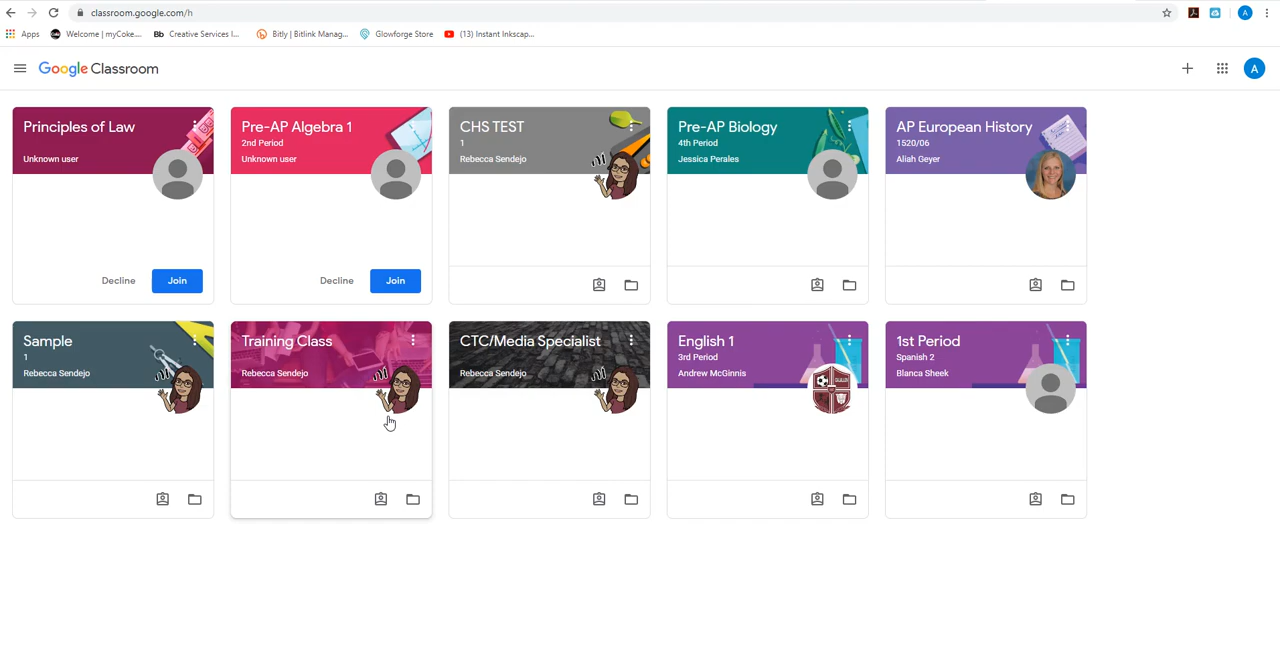 classroom.google.com/h
A
Apps
Welcome | myCoke....
Bb Creative Services I...
Bitly | Bitlink Manag...
Glowforge Store
(13) Instant Inkscap...
Google Classroom
A
Principles of Law
Unknown user
Decline
Join
Pre-AP Algebra 1
2nd Period
Unknown user
Decline
Join
CHS TEST
1
Rebecca Sendejo
Pre-AP Biology
4th Period
Jessica Perales
AP European History
1520/06
Aliah Geyer
Sample
1
Rebecca Sendejo
Training Class
Rebecca Sendejo
CTC/Media Specialist
Rebecca Sendejo
English 1
3rd Period
Andrew McGinnis
1st Period
Spanish 2
Blanca Sheek